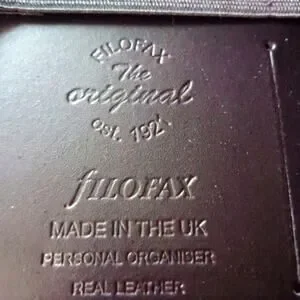 FILOFAX
The
original
est. 1921
fILOFAX
MADE IN THE UK
PERSONAL ORGANISER
REAL LEATHER